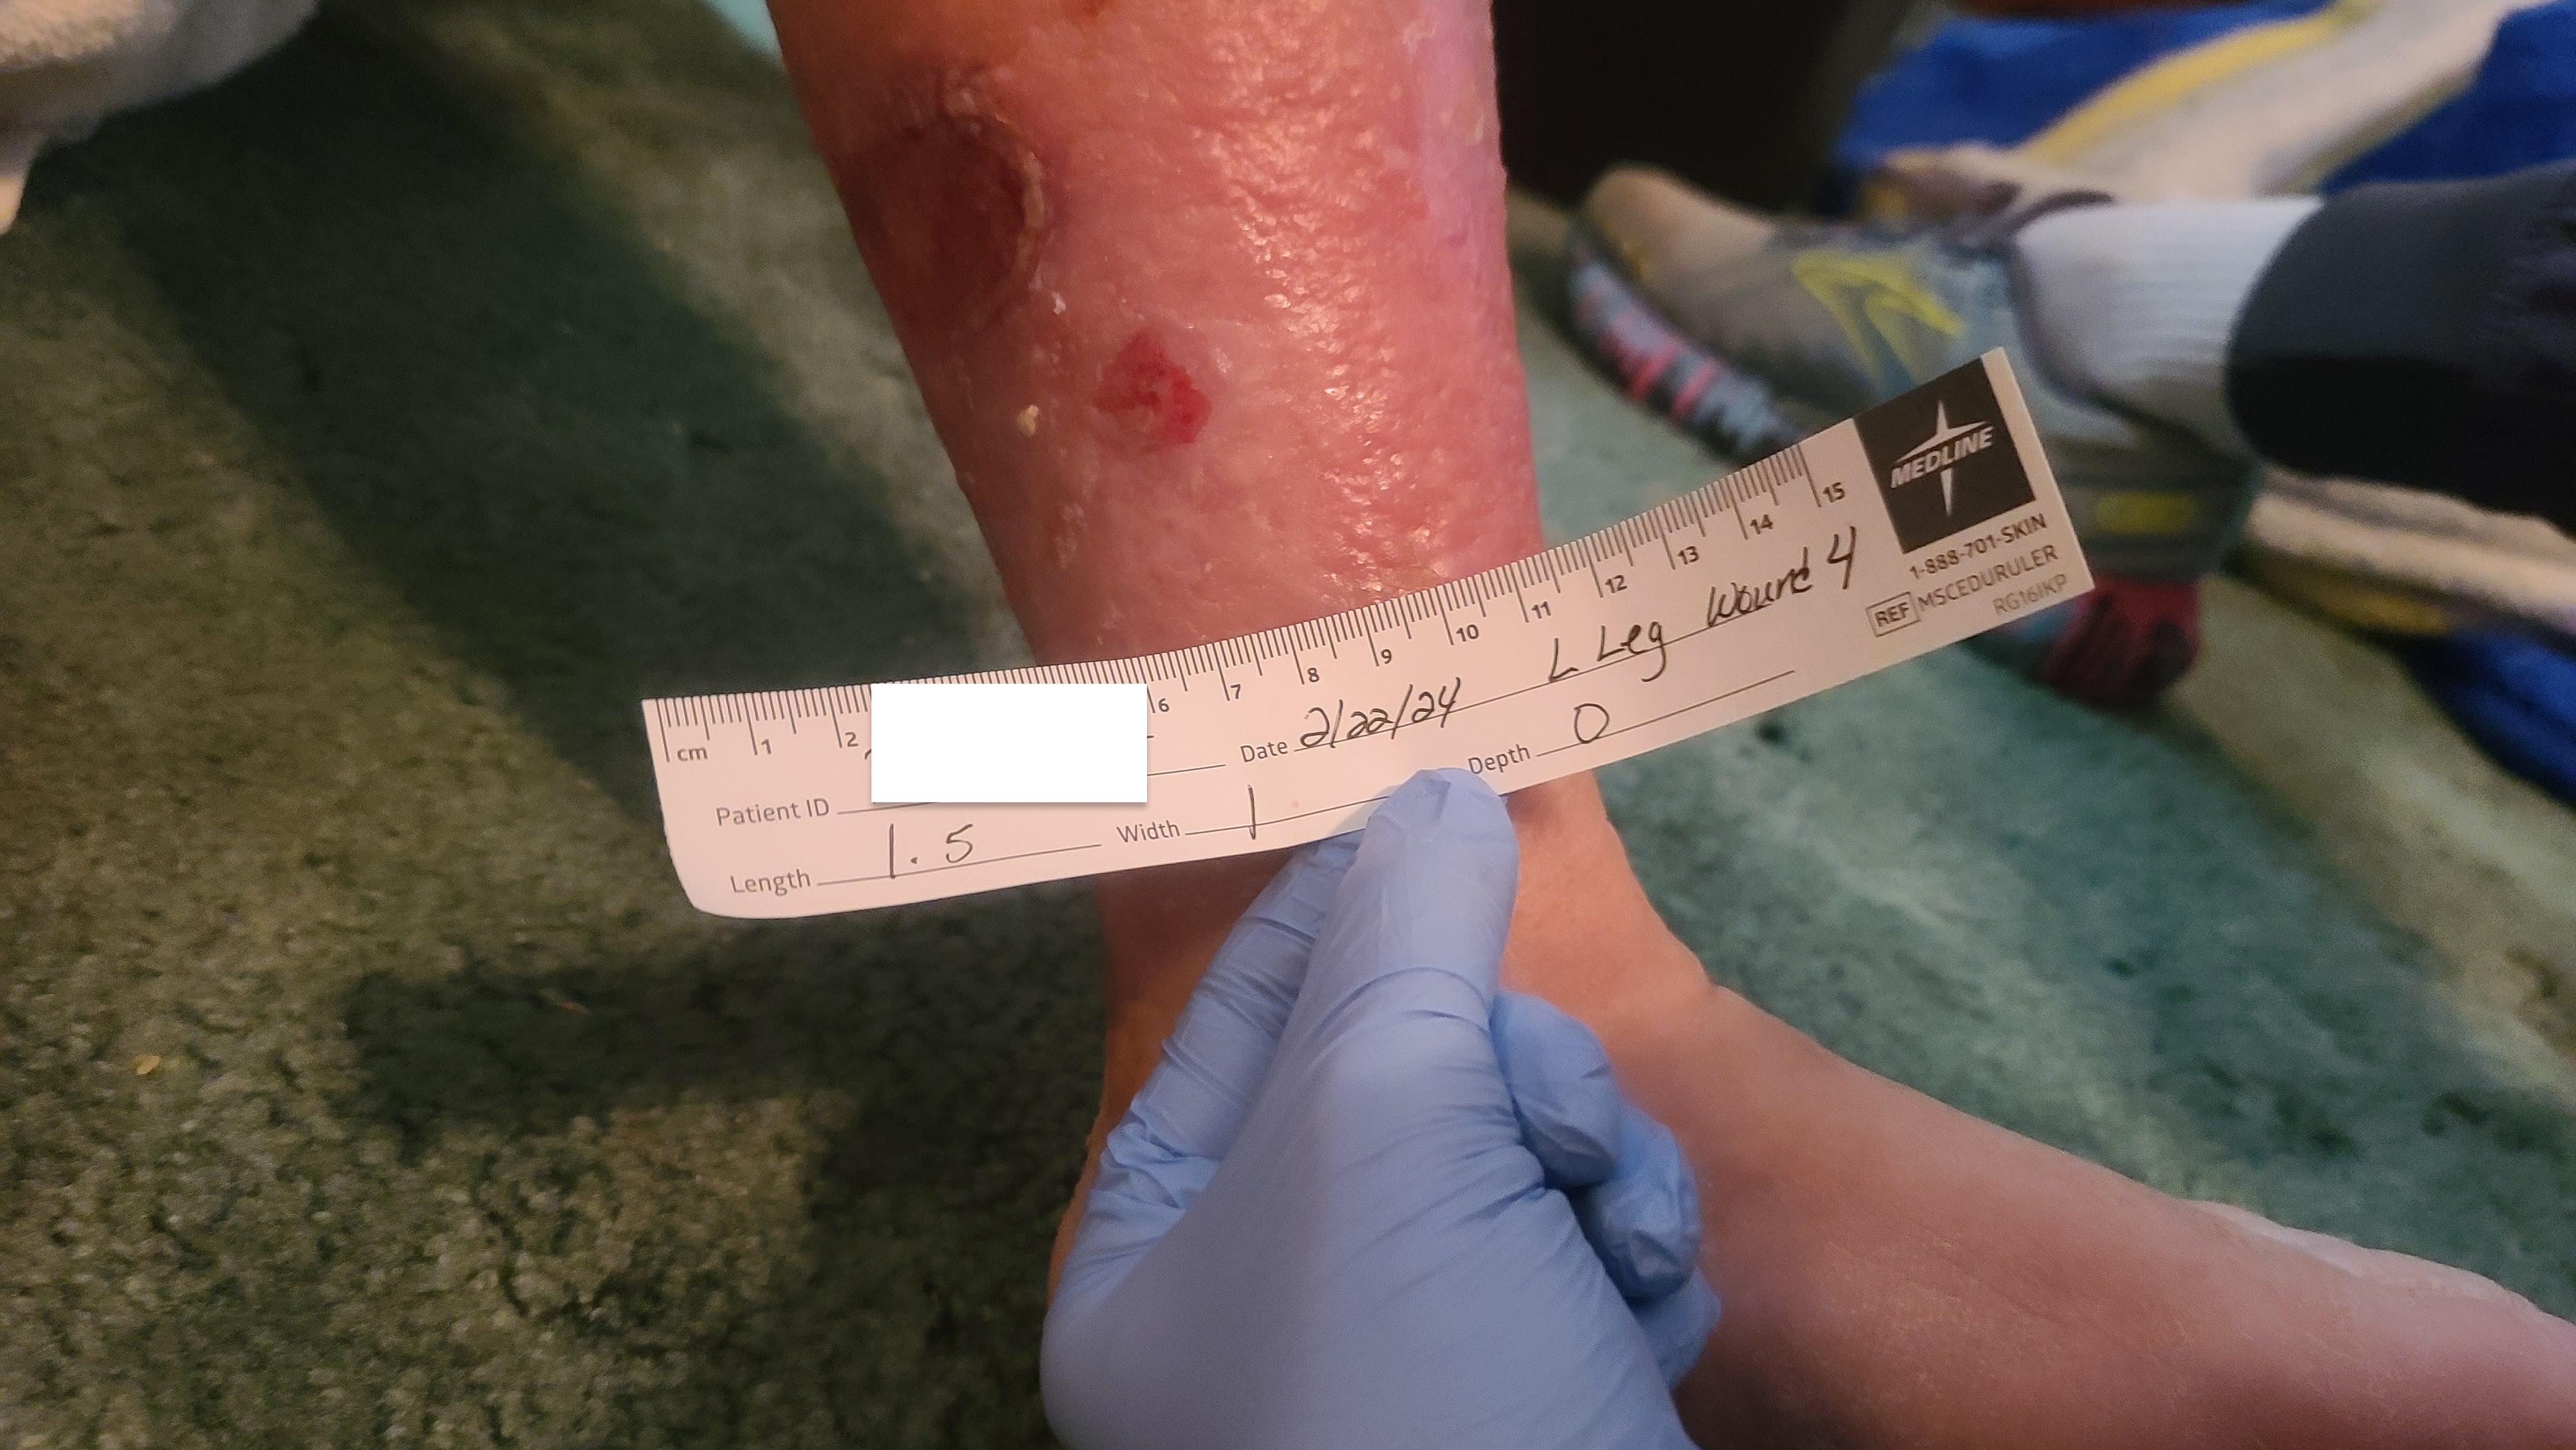 cm 1 2 6 7 8 9 10 11 12 13 14 15
MEDLINE
1-888-701-SKIN
REF MSCEDURULER
RG16IKP
L Leg Wound 4
Patient ID Date 2/22/24
Length 1.5 Width 1 Depth 0